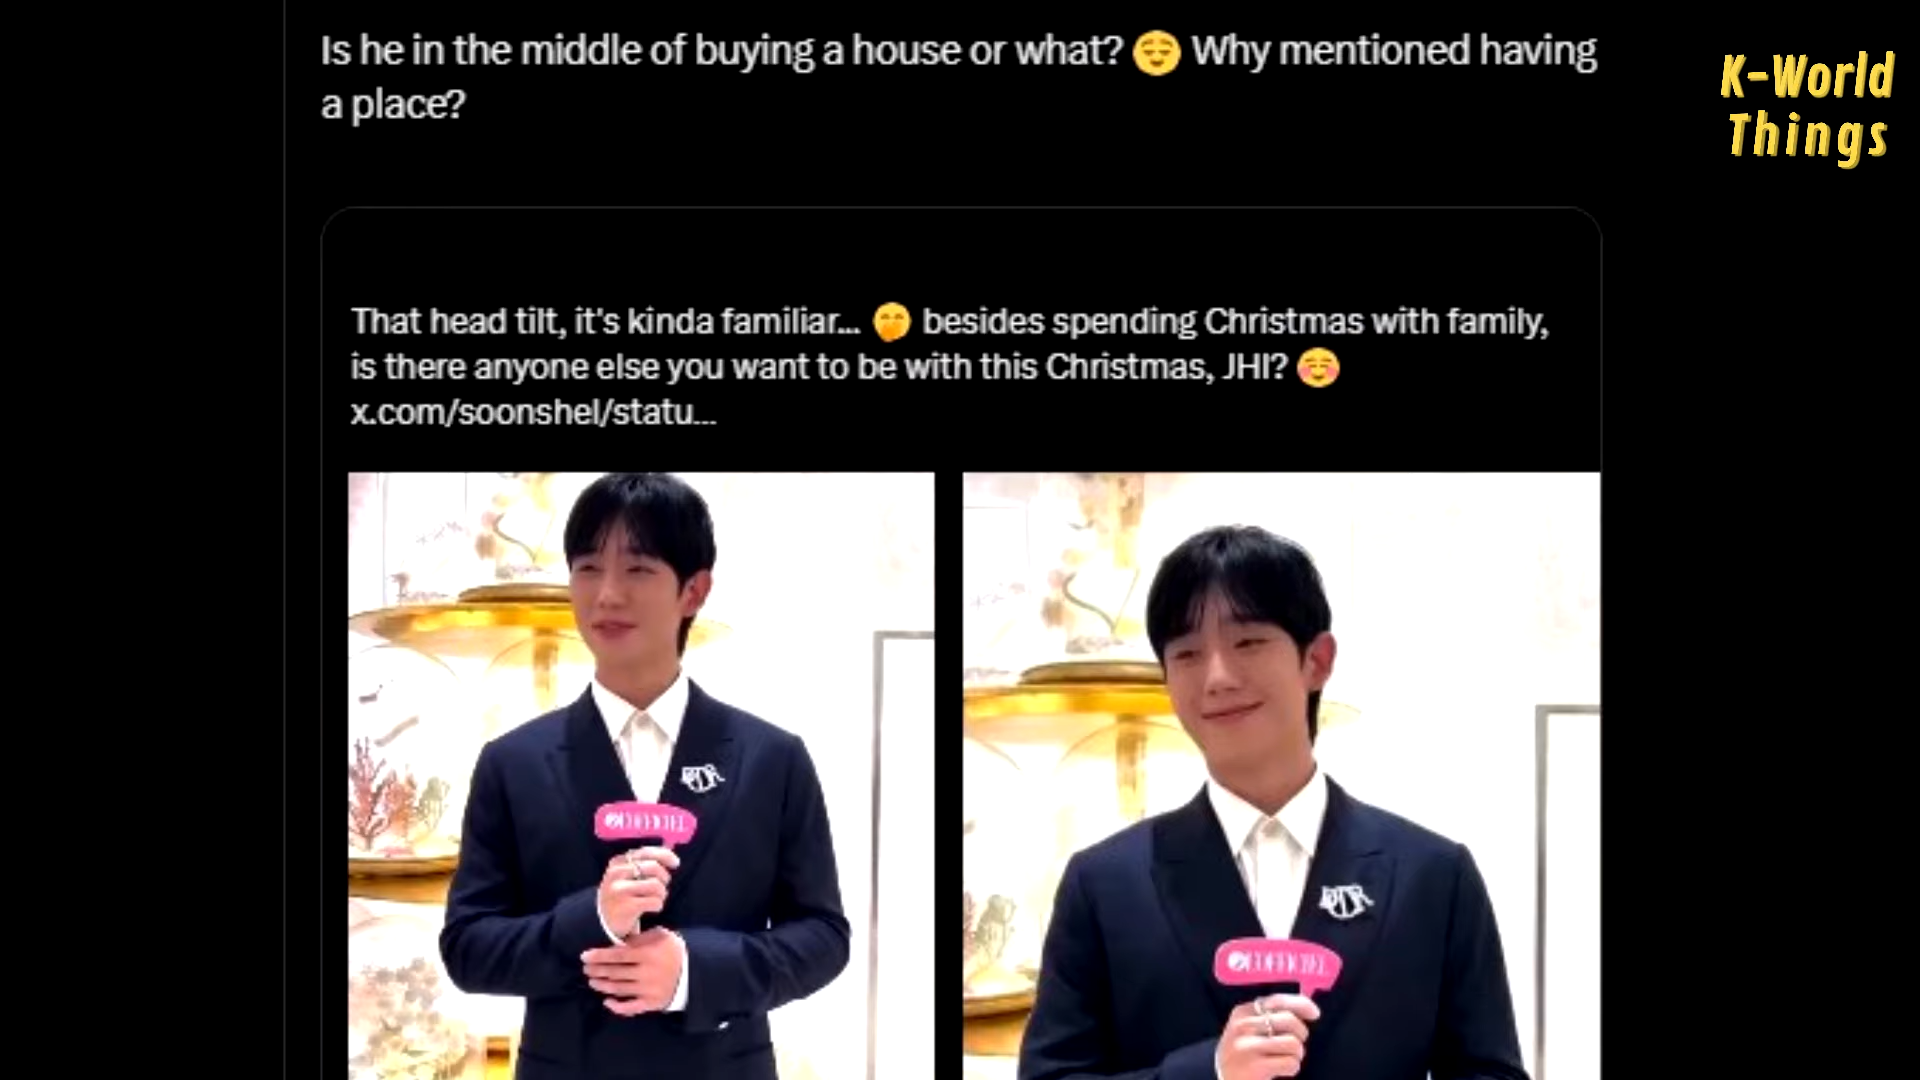 Is he in the middle of buying a house or what? 😌 Why mentioned having
a place?
K-World
Things
That head tilt, it's kinda familiar... 🤭 besides spending Christmas with family,
is there anyone else you want to be with this Christmas, JHI? ☺️
x.com/soonshel/statu...